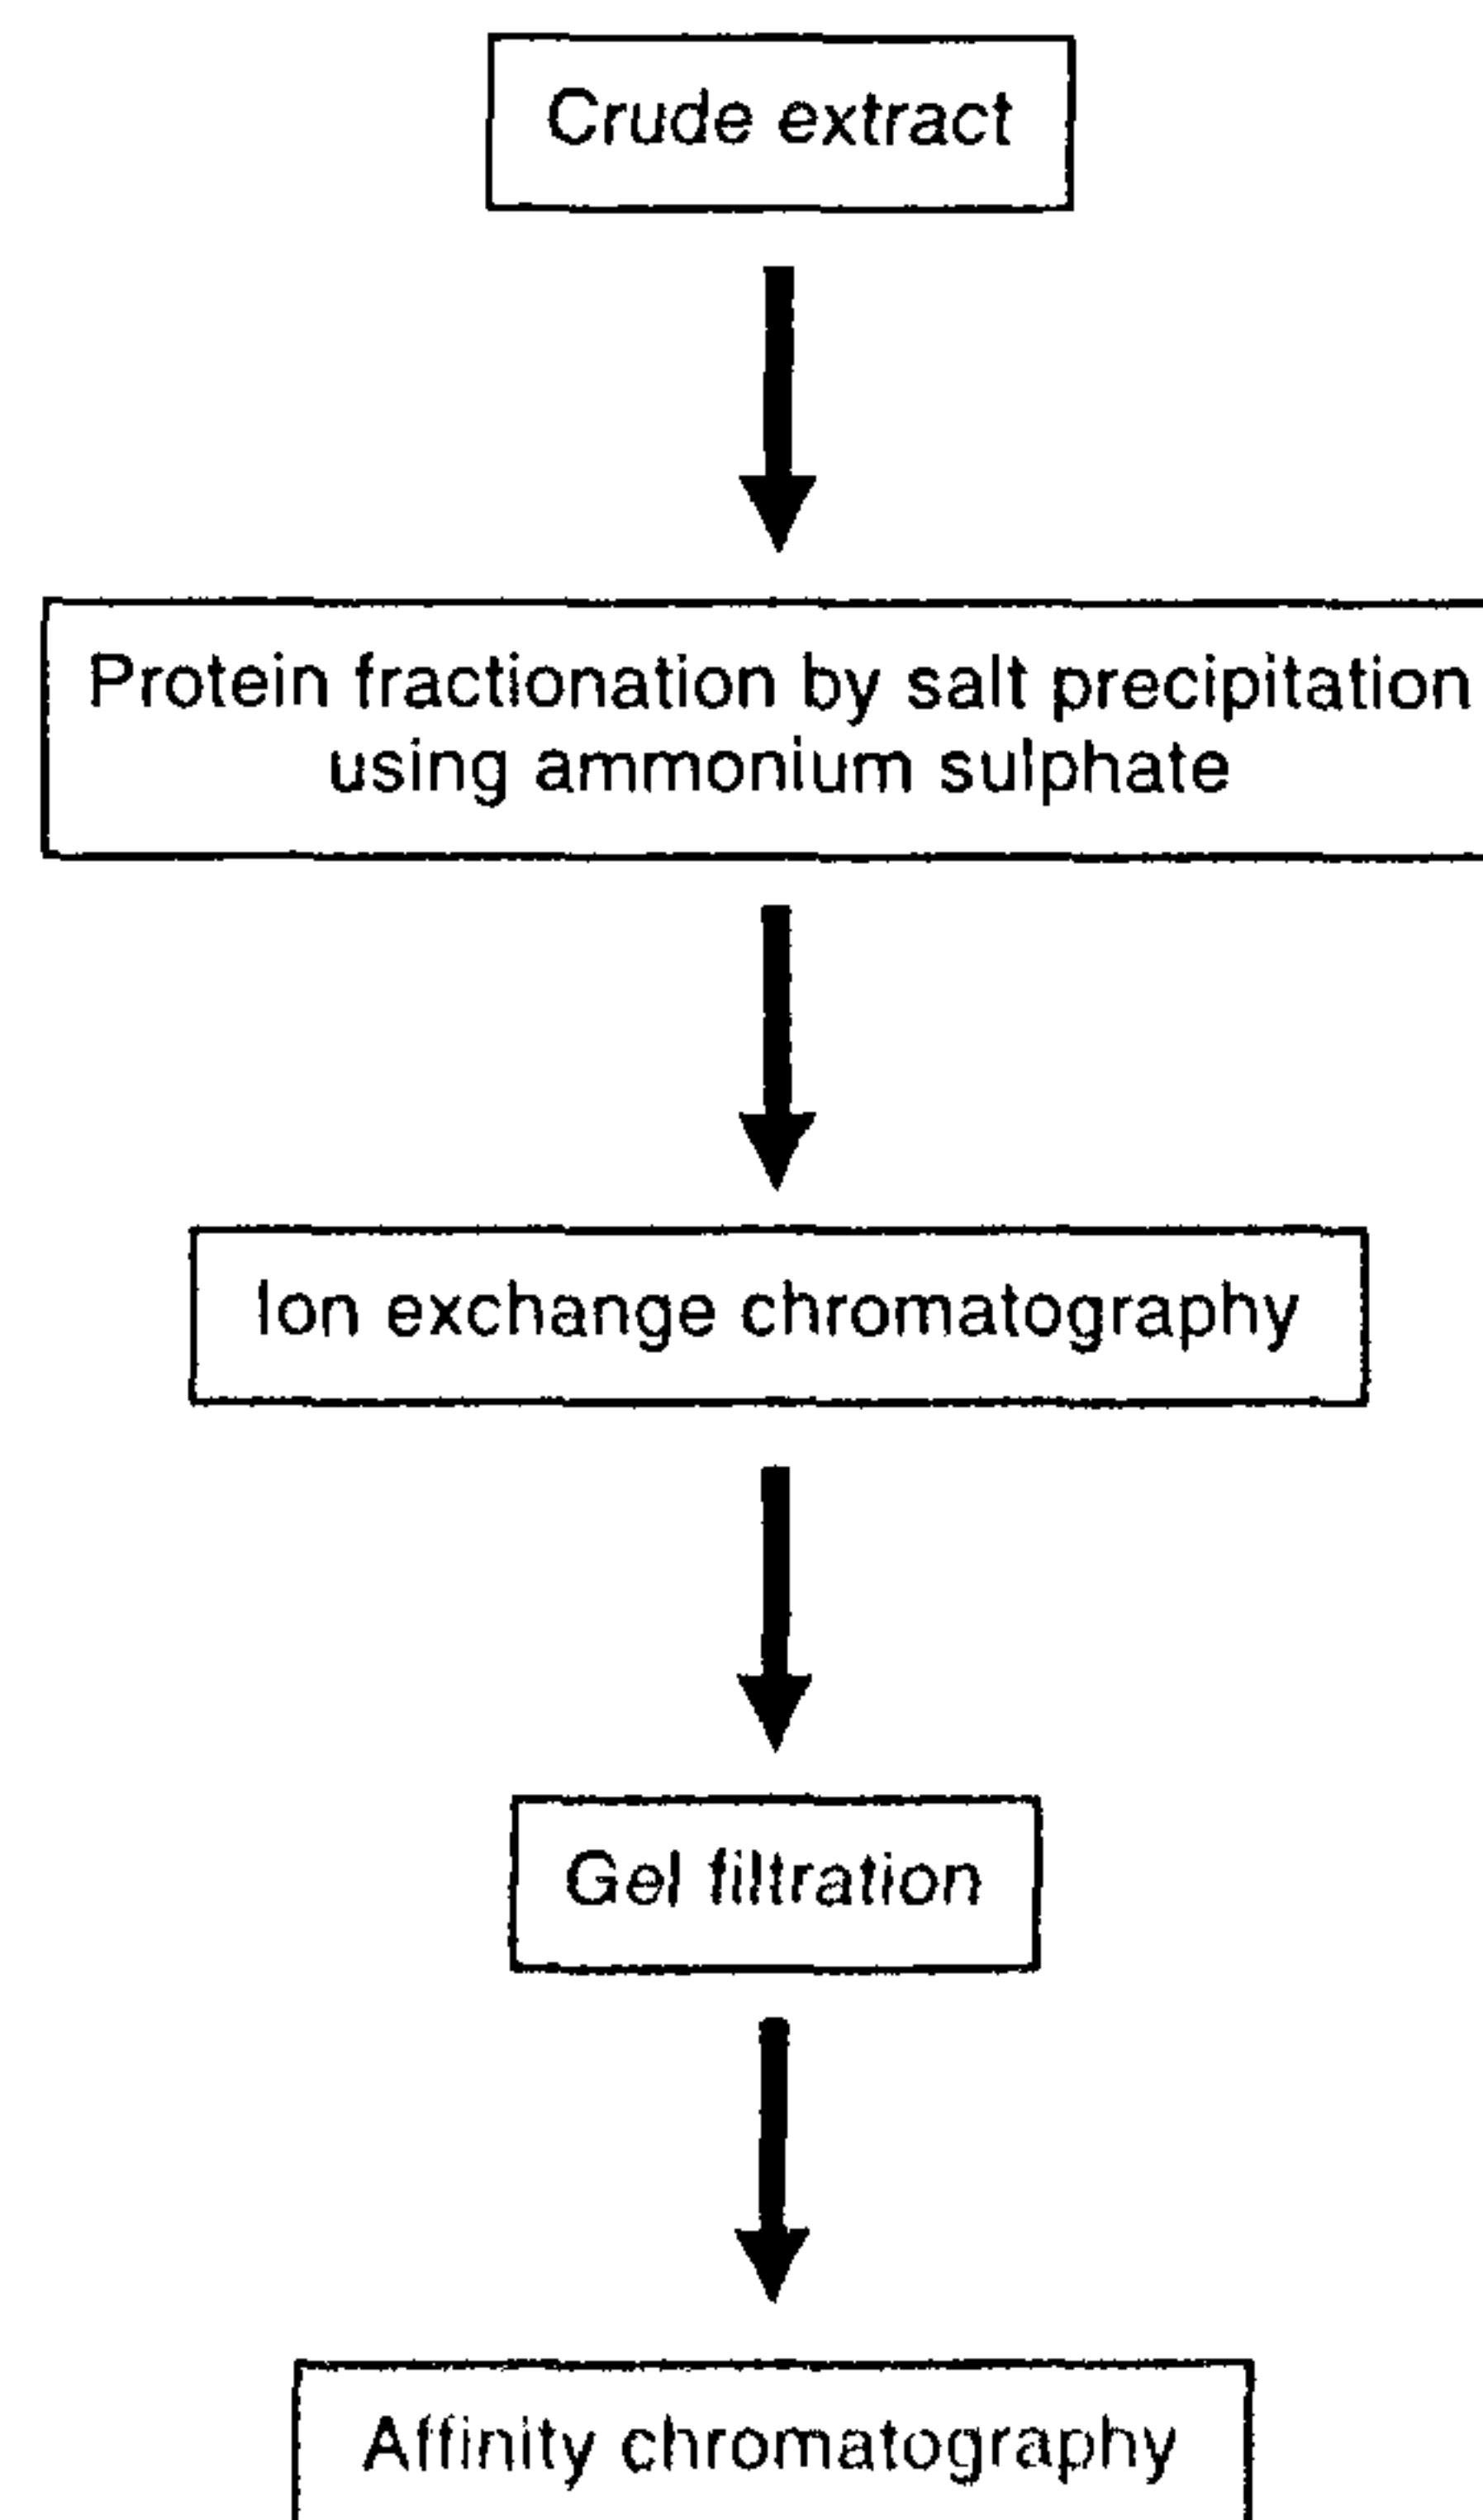 Crude extract
Protein fractionation by salt precipitation
using ammonium sulphate
Ion exchange chromatography
Gel filtration
Affinity chromatography